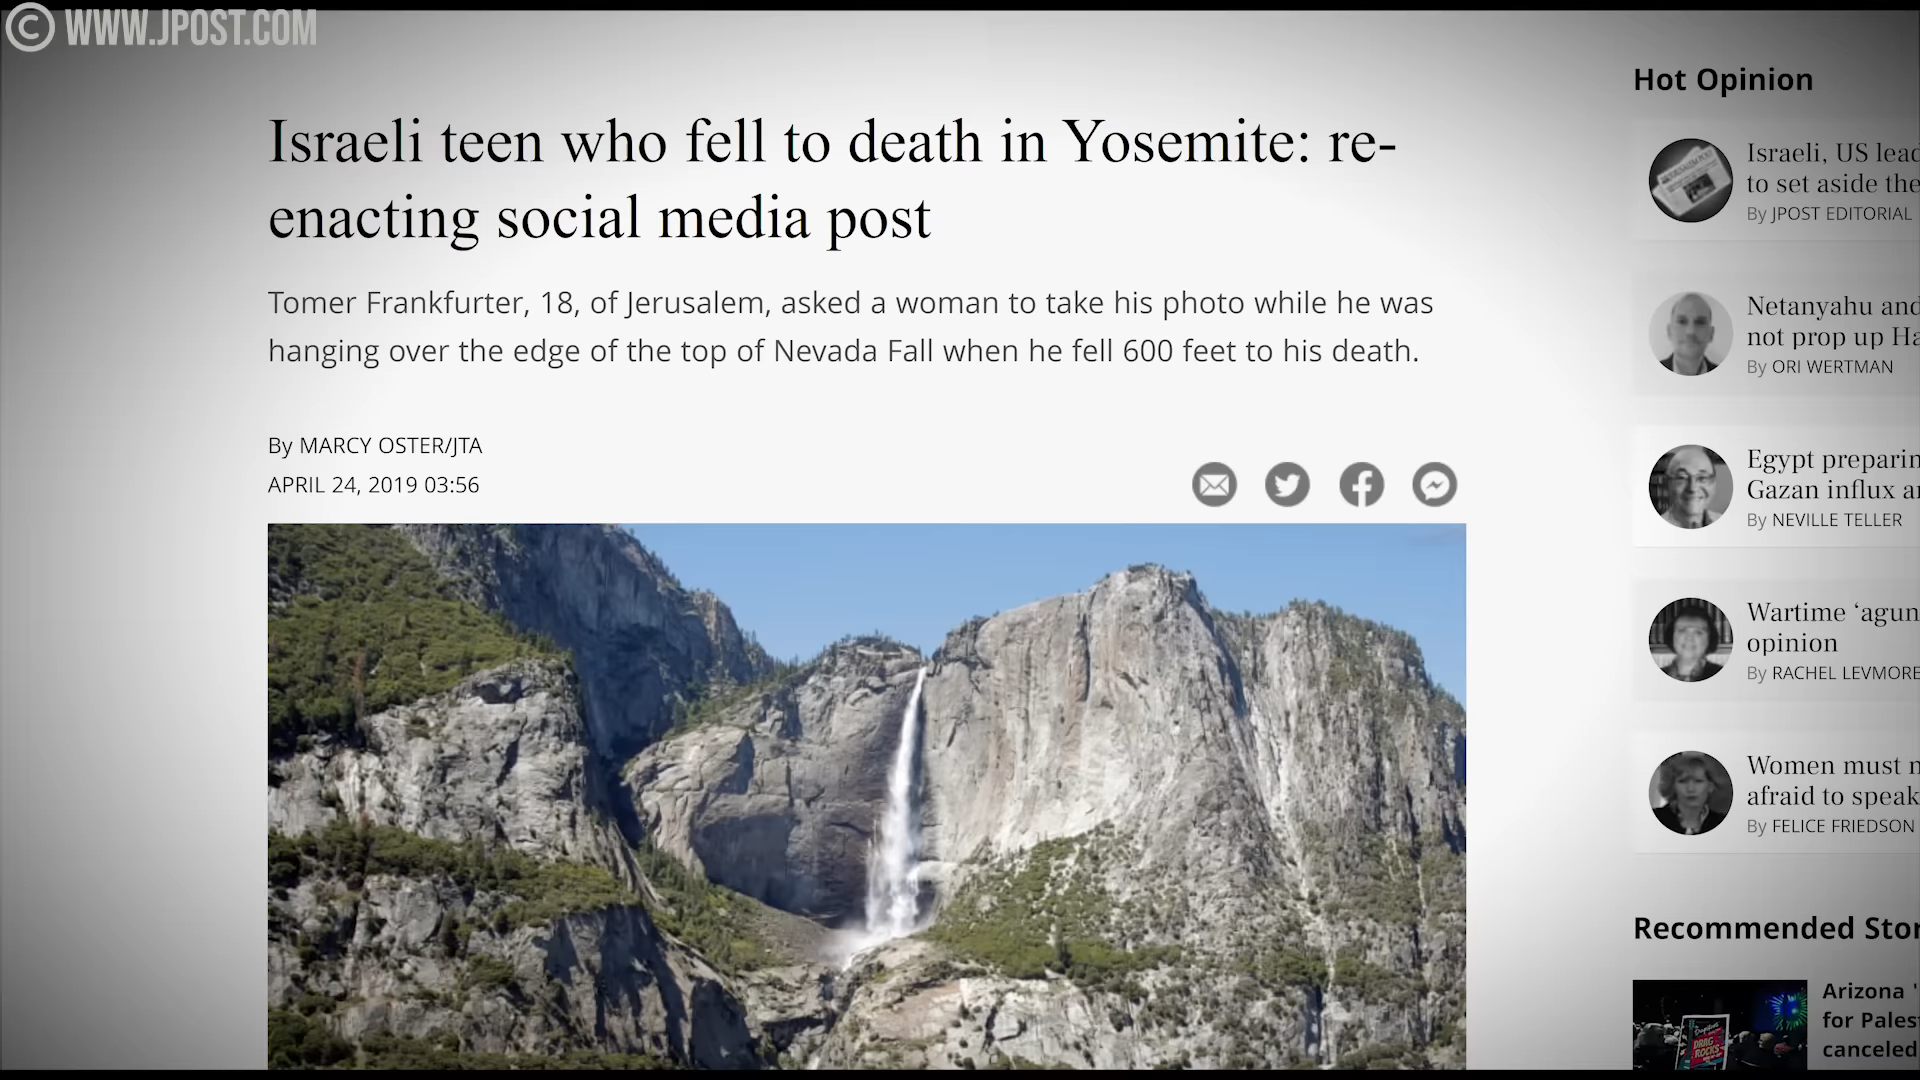 © WWW.JPOST.COM
Israeli teen who fell to death in Yosemite: re-
enacting social media post
Tomer Frankfurter, 18, of Jerusalem, asked a woman to take his photo while he was
hanging over the edge of the top of Nevada Fall when he fell 600 feet to his death.
By MARCY OSTER/JTA
APRIL 24, 2019 03:56
Hot Opinion
Israeli, US lead
to set aside the
By JPOST EDITORIAL
Netanyahu and
not prop up Ha
By ORI WERTMAN
Egypt preparin
Gazan influx a
By NEVILLE TELLER
Wartime ‘agun
opinion
By RACHEL LEVMORE
Women must n
afraid to speak
By FELICE FRIEDSON
Recommended Stor
Arizona '
for Pales
canceled
DRAG
ROCKS